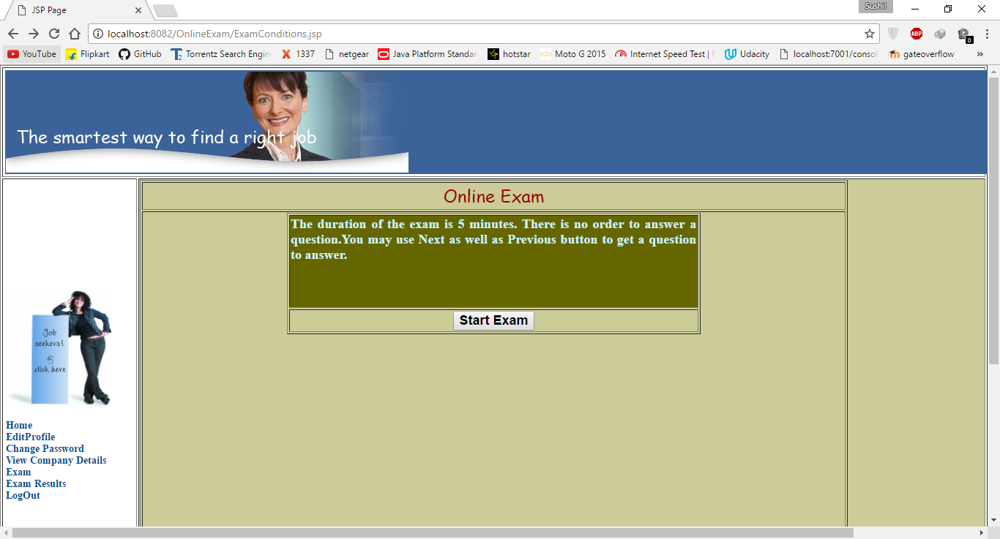 JSP Page
Sushil
localhost:8082/OnlineExam/ExamConditions.jsp
ABP
0
YouTube Flipkart GitHub Torrentz Search Engin 1337 netgear Java Platform Standar hotstar xda Moto G 2015 Internet Speed Test | Udacity localhost:7001/consol gateoverflow »
The smartest way to find a right job
Online Exam
The duration of the exam is 5 minutes. There is no order to answer a
question.You may use Next as well as Previous button to get a question
to answer.
Start Exam
Job
seekers!
click here
Home
EditProfile
Change Password
View Company Details
Exam
Exam Results
LogOut